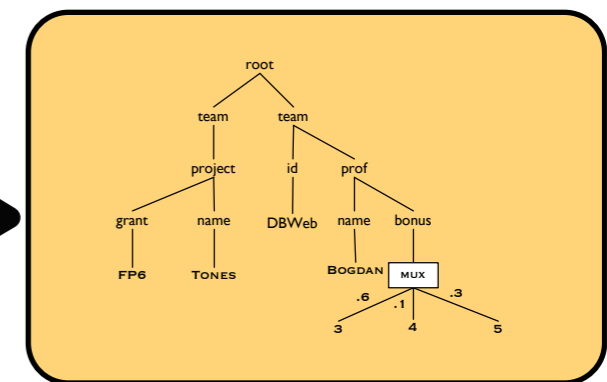 root
team team
project id prof
grant name DBWeb name bonus
FP6 TONES BOGDAN MUX
.6 .1 .3
3 4 5